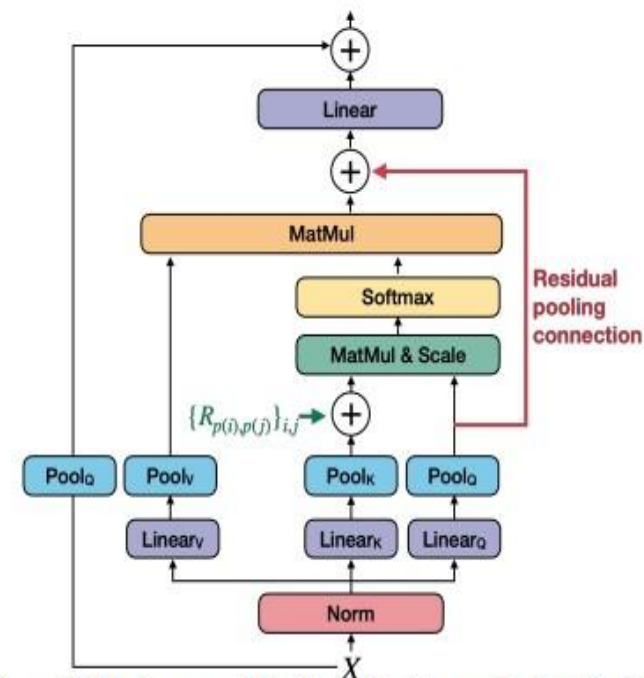 +
Linear
+
MatMul
Softmax
Residual
pooling
connection
MatMul & Scale
{R_{p(i),p(j)}}_{i,j}
+
Pool_Q
Pool_V
Pool_K
Pool_Q
Linear_V
Linear_K
Linear_Q
Norm
X